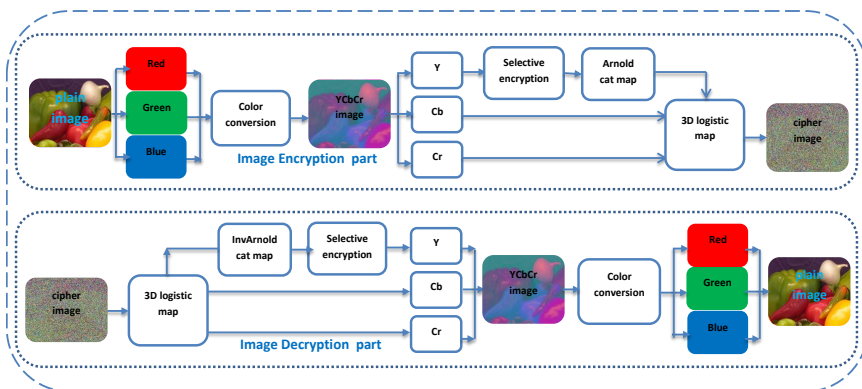 plain
image
Red
Green
Blue
Color
conversion
YCbCr
image
Y
Cb
Cr
Selective
encryption
Arnold
cat map
3D logistic
map
cipher
image
Image Encryption part
cipher
image
3D logistic
map
InvArnold
cat map
Selective
encryption
Y
Cb
Cr
YCbCr
image
Color
conversion
Red
Green
Blue
plain
image
Image Decryption part